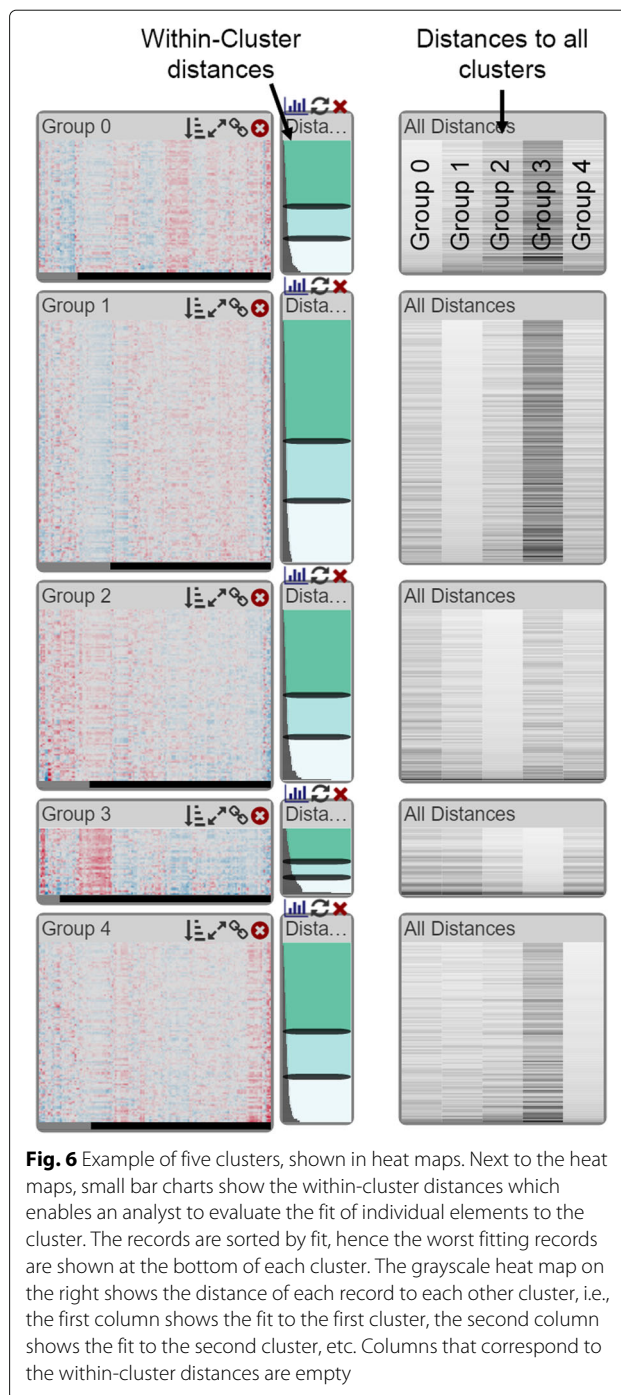 Within-Cluster
distances
Distances to all
clusters
Group 0
Dista...
All Distances
Group 0
Group 1
Group 2
Group 3
Group 4
Group 1
Dista...
All Distances
Group 2
Dista...
All Distances
Group 3
Dista...
All Distances
Group 4
Dista...
All Distances
Fig. 6 Example of five clusters, shown in heat maps. Next to the heat
maps, small bar charts show the within-cluster distances which
enables an analyst to evaluate the fit of individual elements to the
cluster. The records are sorted by fit, hence the worst fitting records
are shown at the bottom of each cluster. The grayscale heat map on
the right shows the distance of each record to each other cluster, i.e.,
the first column shows the fit to the first cluster, the second column
shows the fit to the second cluster, etc. Columns that correspond to
the within-cluster distances are empty